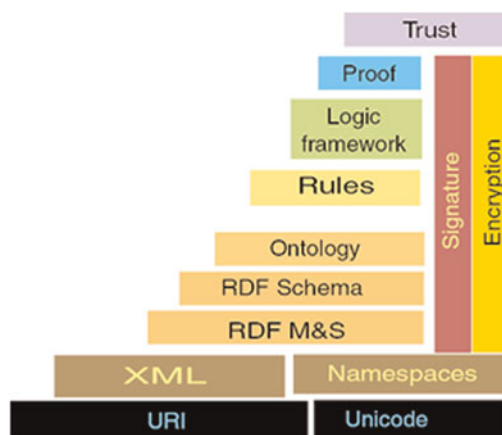 Trust
Proof
Logic
framework
Rules
Ontology
RDF Schema
RDF M&S
Signature
Encryption
XML
Namespaces
URI
Unicode